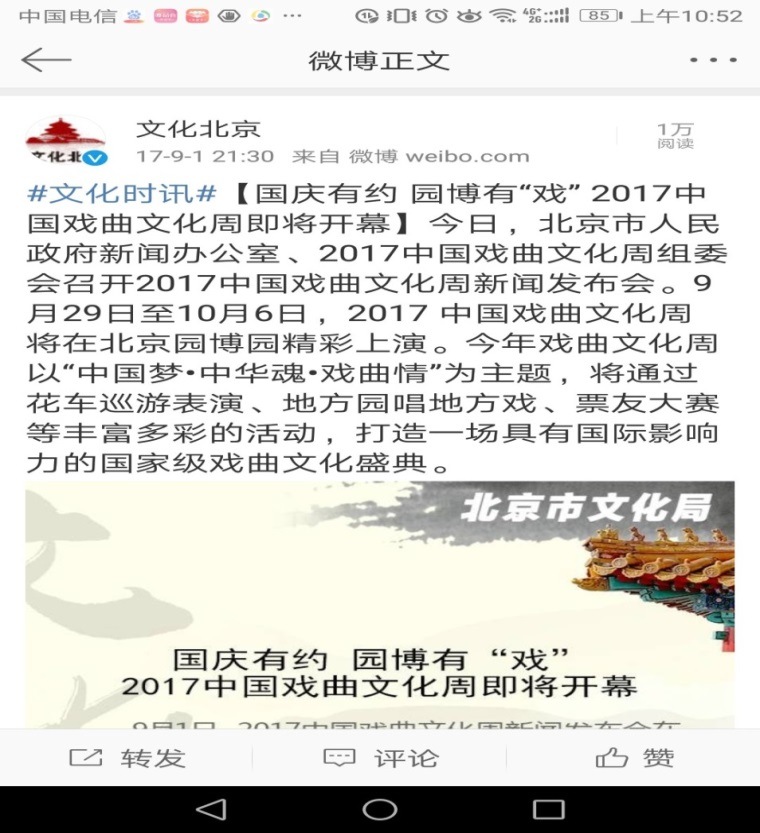 中国电信 4G+ 2G 85 上午10:52
微博正文
文化北京
17-9-1 21:30 来自 微博 weibo.com
1万
阅读
文化北
#文化时讯#【国庆有约 园博有“戏” 2017中
国戏曲文化周即将开幕】今日，北京市人民
政府新闻办公室、2017中国戏曲文化周组委
会召开2017中国戏曲文化周新闻发布会。9
月29日至10月6日，2017 中国戏曲文化周
将在北京园博园精彩上演。今年戏曲文化周
以“中国梦•中华魂•戏曲情”为主题，将通过
花车巡游表演、地方园唱地方戏、票友大赛
等丰富多彩的活动，打造一场具有国际影响
力的国家级戏曲文化盛典。
北京市文化局
国庆有约 园博有“戏”
2017中国戏曲文化周即将开幕
9月1日，2017中国戏曲文化周新闻发布会在
转发 评论 赞